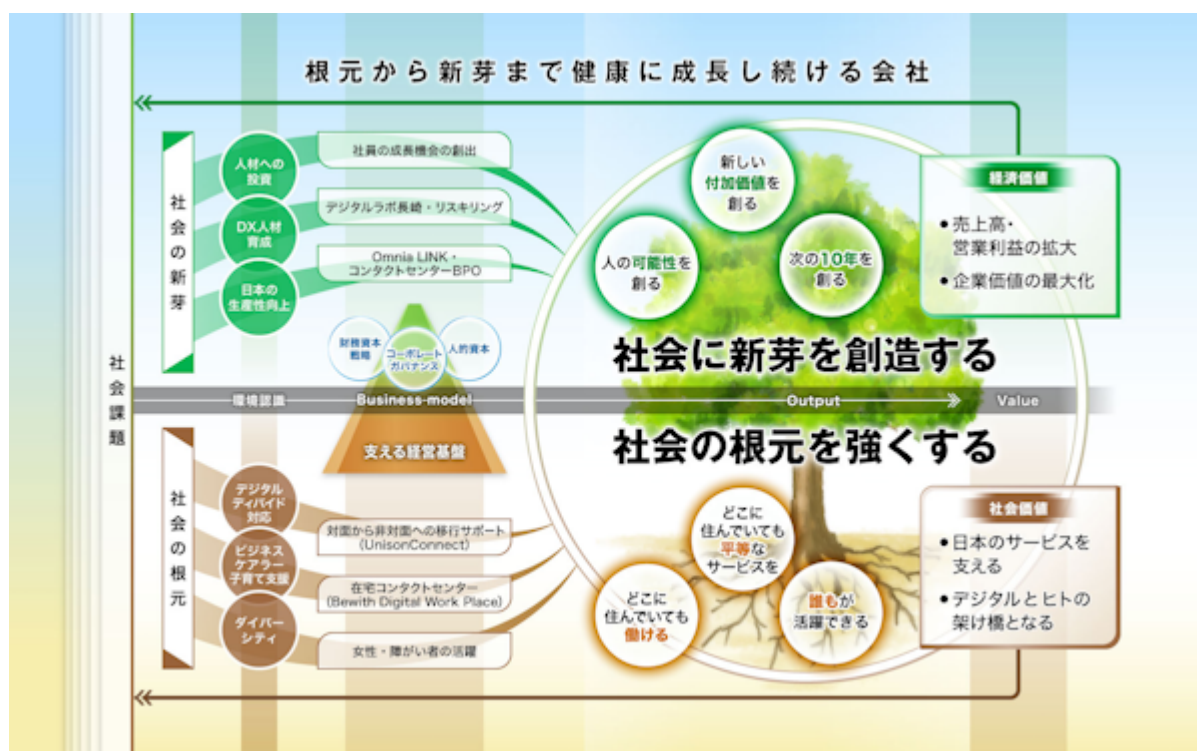 根元から新芽まで健康に成長し続ける会社
社会課題
社会の新芽
人材への
投資
DX人材
育成
日本の
生産性向上
社員の成長機会の創出
デジタルラボ長崎・リスキリング
Omnia LINK・
コンタクトセンターBPO
財務資本
戦略
コーポレート
ガバナンス
人的資本
新しい
付加価値を
創る
人の可能性を
創る
次の10年を
創る
経済価値
●売上高・
営業利益の拡大
●企業価値の最大化
社会に新芽を創造する
環境認識
Business-model
Output
Value
支える経営基盤
社会の根元を強くする
社会の根元
デジタル
ディバイド
対応
ビジネス
ケアラー
子育て支援
ダイバー
シティ
対面から非対面への移行サポート
(UnisonConnect)
在宅コンタクトセンター
(Bewith Digital Work Place)
女性・障がい者の活躍
どこに
住んでいても
平等な
サービスを
どこに
住んでいても
働ける
誰もが
活躍できる
社会価値
●日本のサービスを
支える
●デジタルとヒトの
架け橋となる